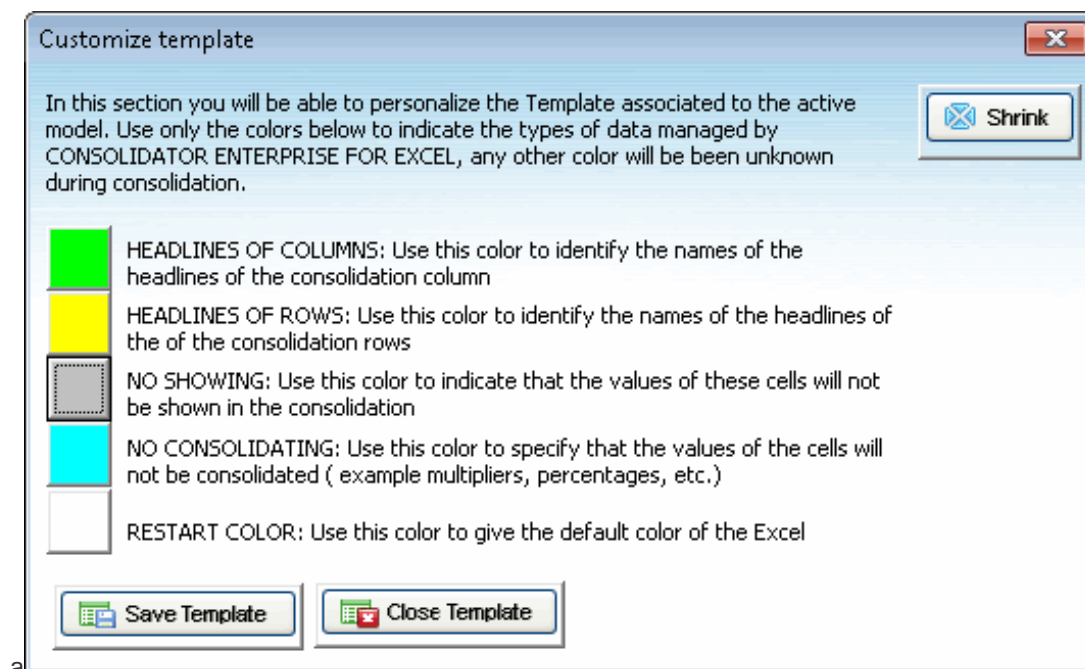 Customize template
In this section you will be able to personalize the Template associated to the active
model. Use only the colors below to indicate the types of data managed by
CONSOLIDATOR ENTERPRISE FOR EXCEL, any other color will be been unknown
during consolidation.
Shrink
HEADLINES OF COLUMNS: Use this color to identify the names of the
headlines of the consolidation column
HEADLINES OF ROWS: Use this color to identify the names of the headlines of
the of the consolidation rows
NO SHOWING: Use this color to indicate that the values of these cells will not
be shown in the consolidation
NO CONSOLIDATING: Use this color to specify that the values of the cells will
not be consolidated ( example multipliers, percentages, etc.)
RESTART COLOR: Use this color to give the default color of the Excel
Save Template
Close Template
a